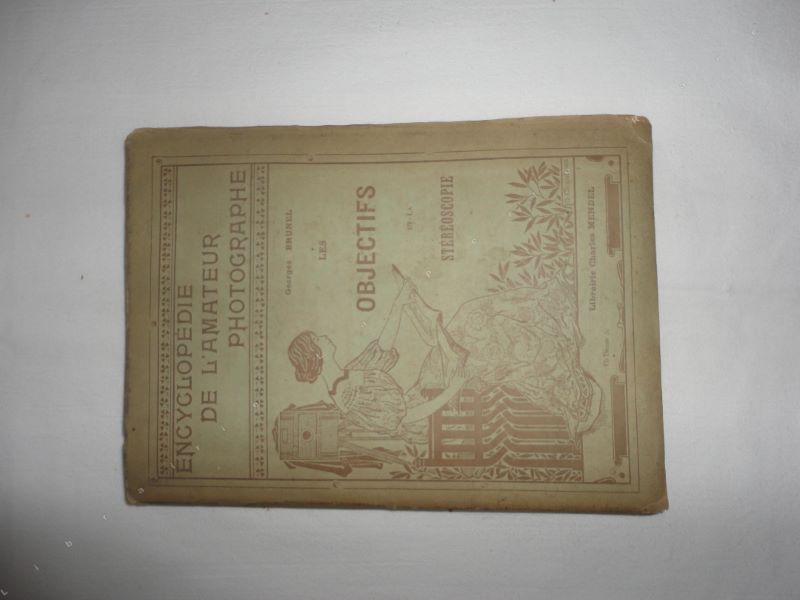 ENCYCLOPÉDIE
DE L'AMATEUR
PHOTOGRAPHE
Georges BRUNEL
LES
OBJECTIFS
ET LA
STÉRÉOSCOPIE
Librairie Charles MENDEL